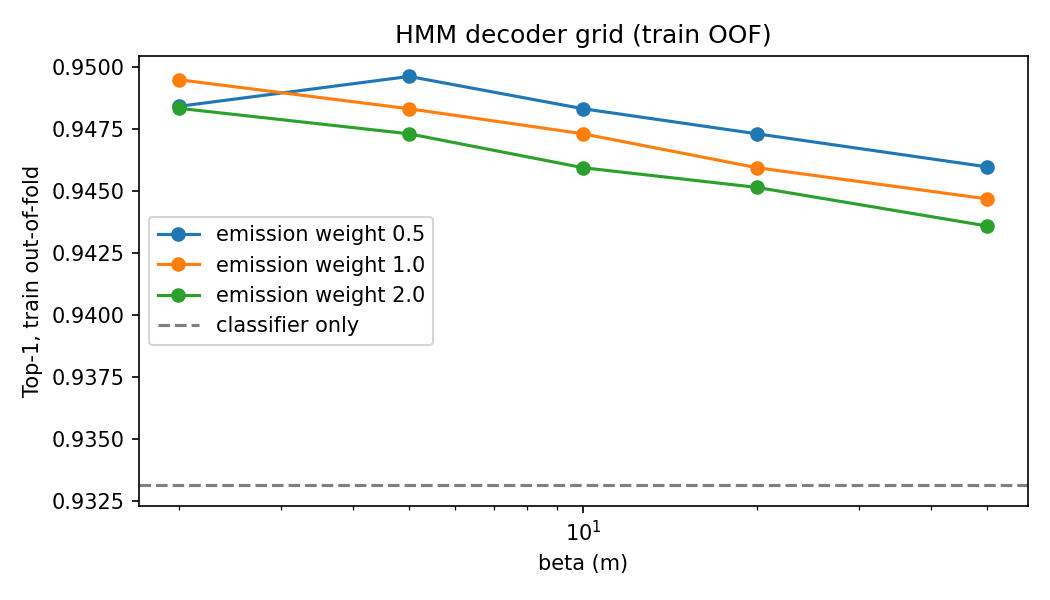 HMM decoder grid (train OOF)
Top-1, train out-of-fold
0.9500
0.9475
0.9450
0.9425
0.9400
0.9375
0.9350
0.9325
emission weight 0.5
emission weight 1.0
emission weight 2.0
classifier only
10¹
beta (m)